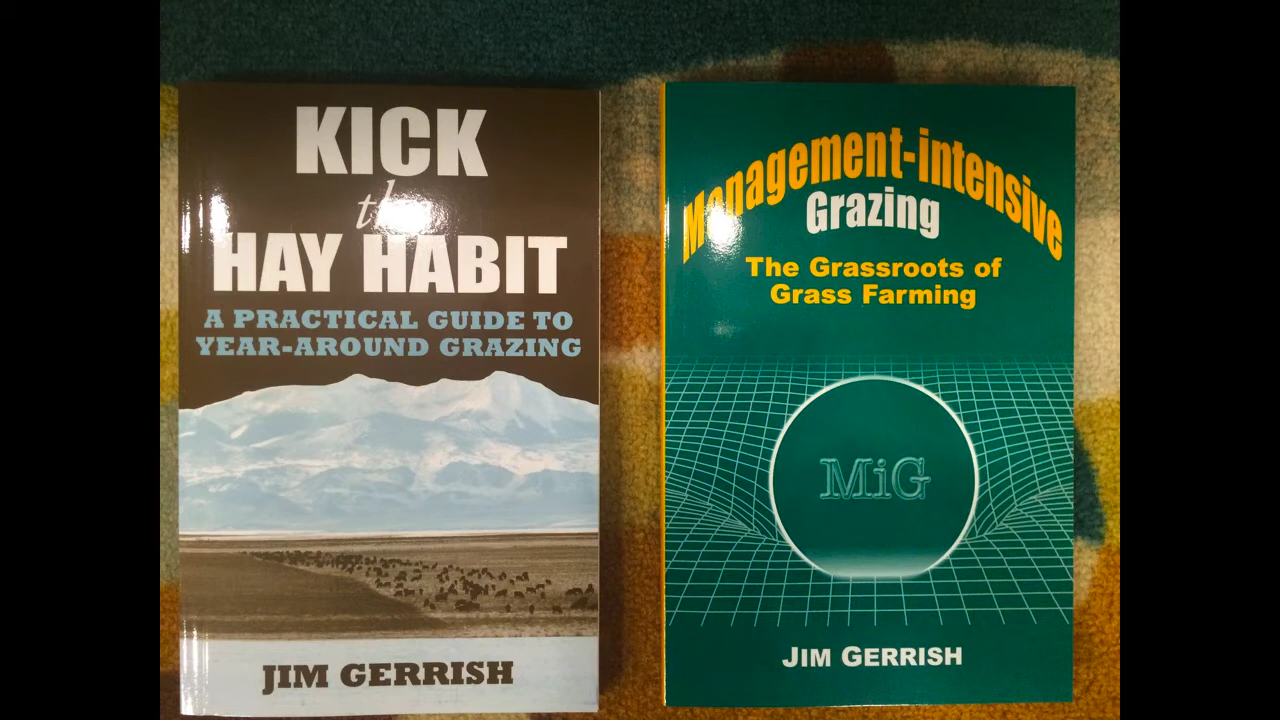 KICK
HAY HABIT
A PRACTICAL GUIDE TO
YEAR-AROUND GRAZING
JIM GERRISH
Management-intensive
Grazing
The Grassroots of
Grass Farming
MiG
JIM GERRISH